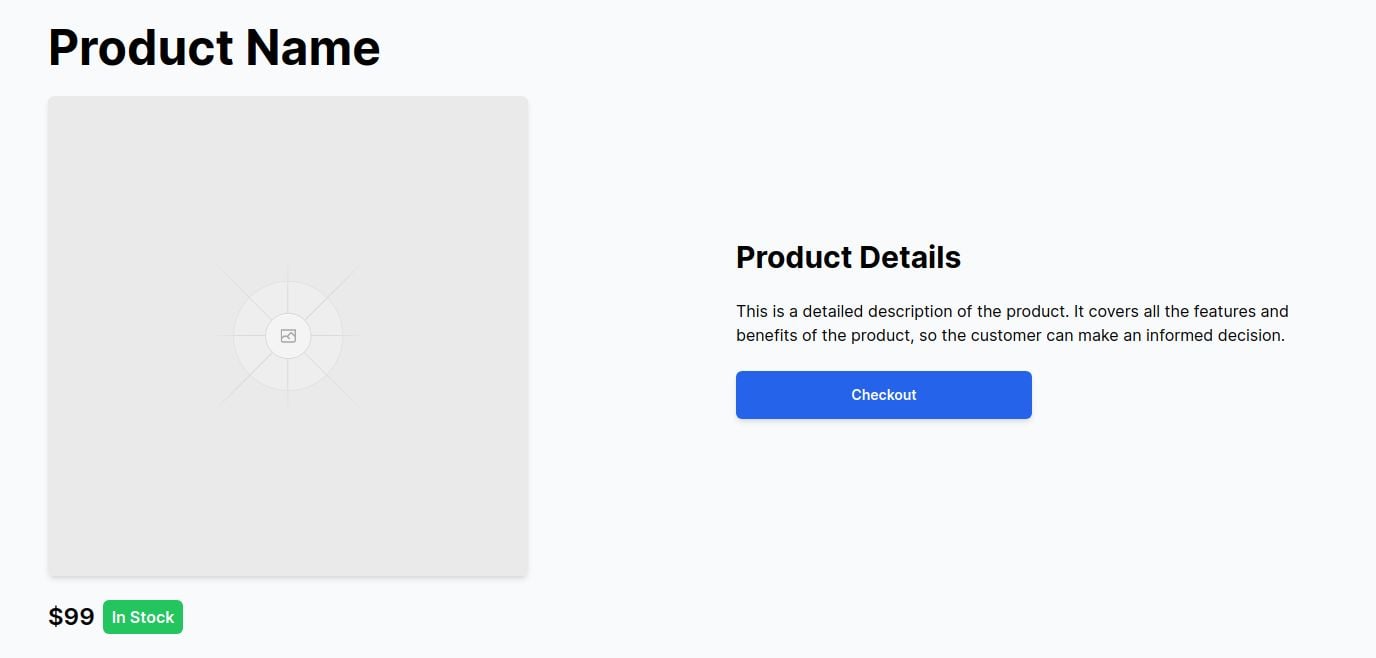 Product Name
Product Details
This is a detailed description of the product. It covers all the features and
benefits of the product, so the customer can make an informed decision.
Checkout
$99
In Stock